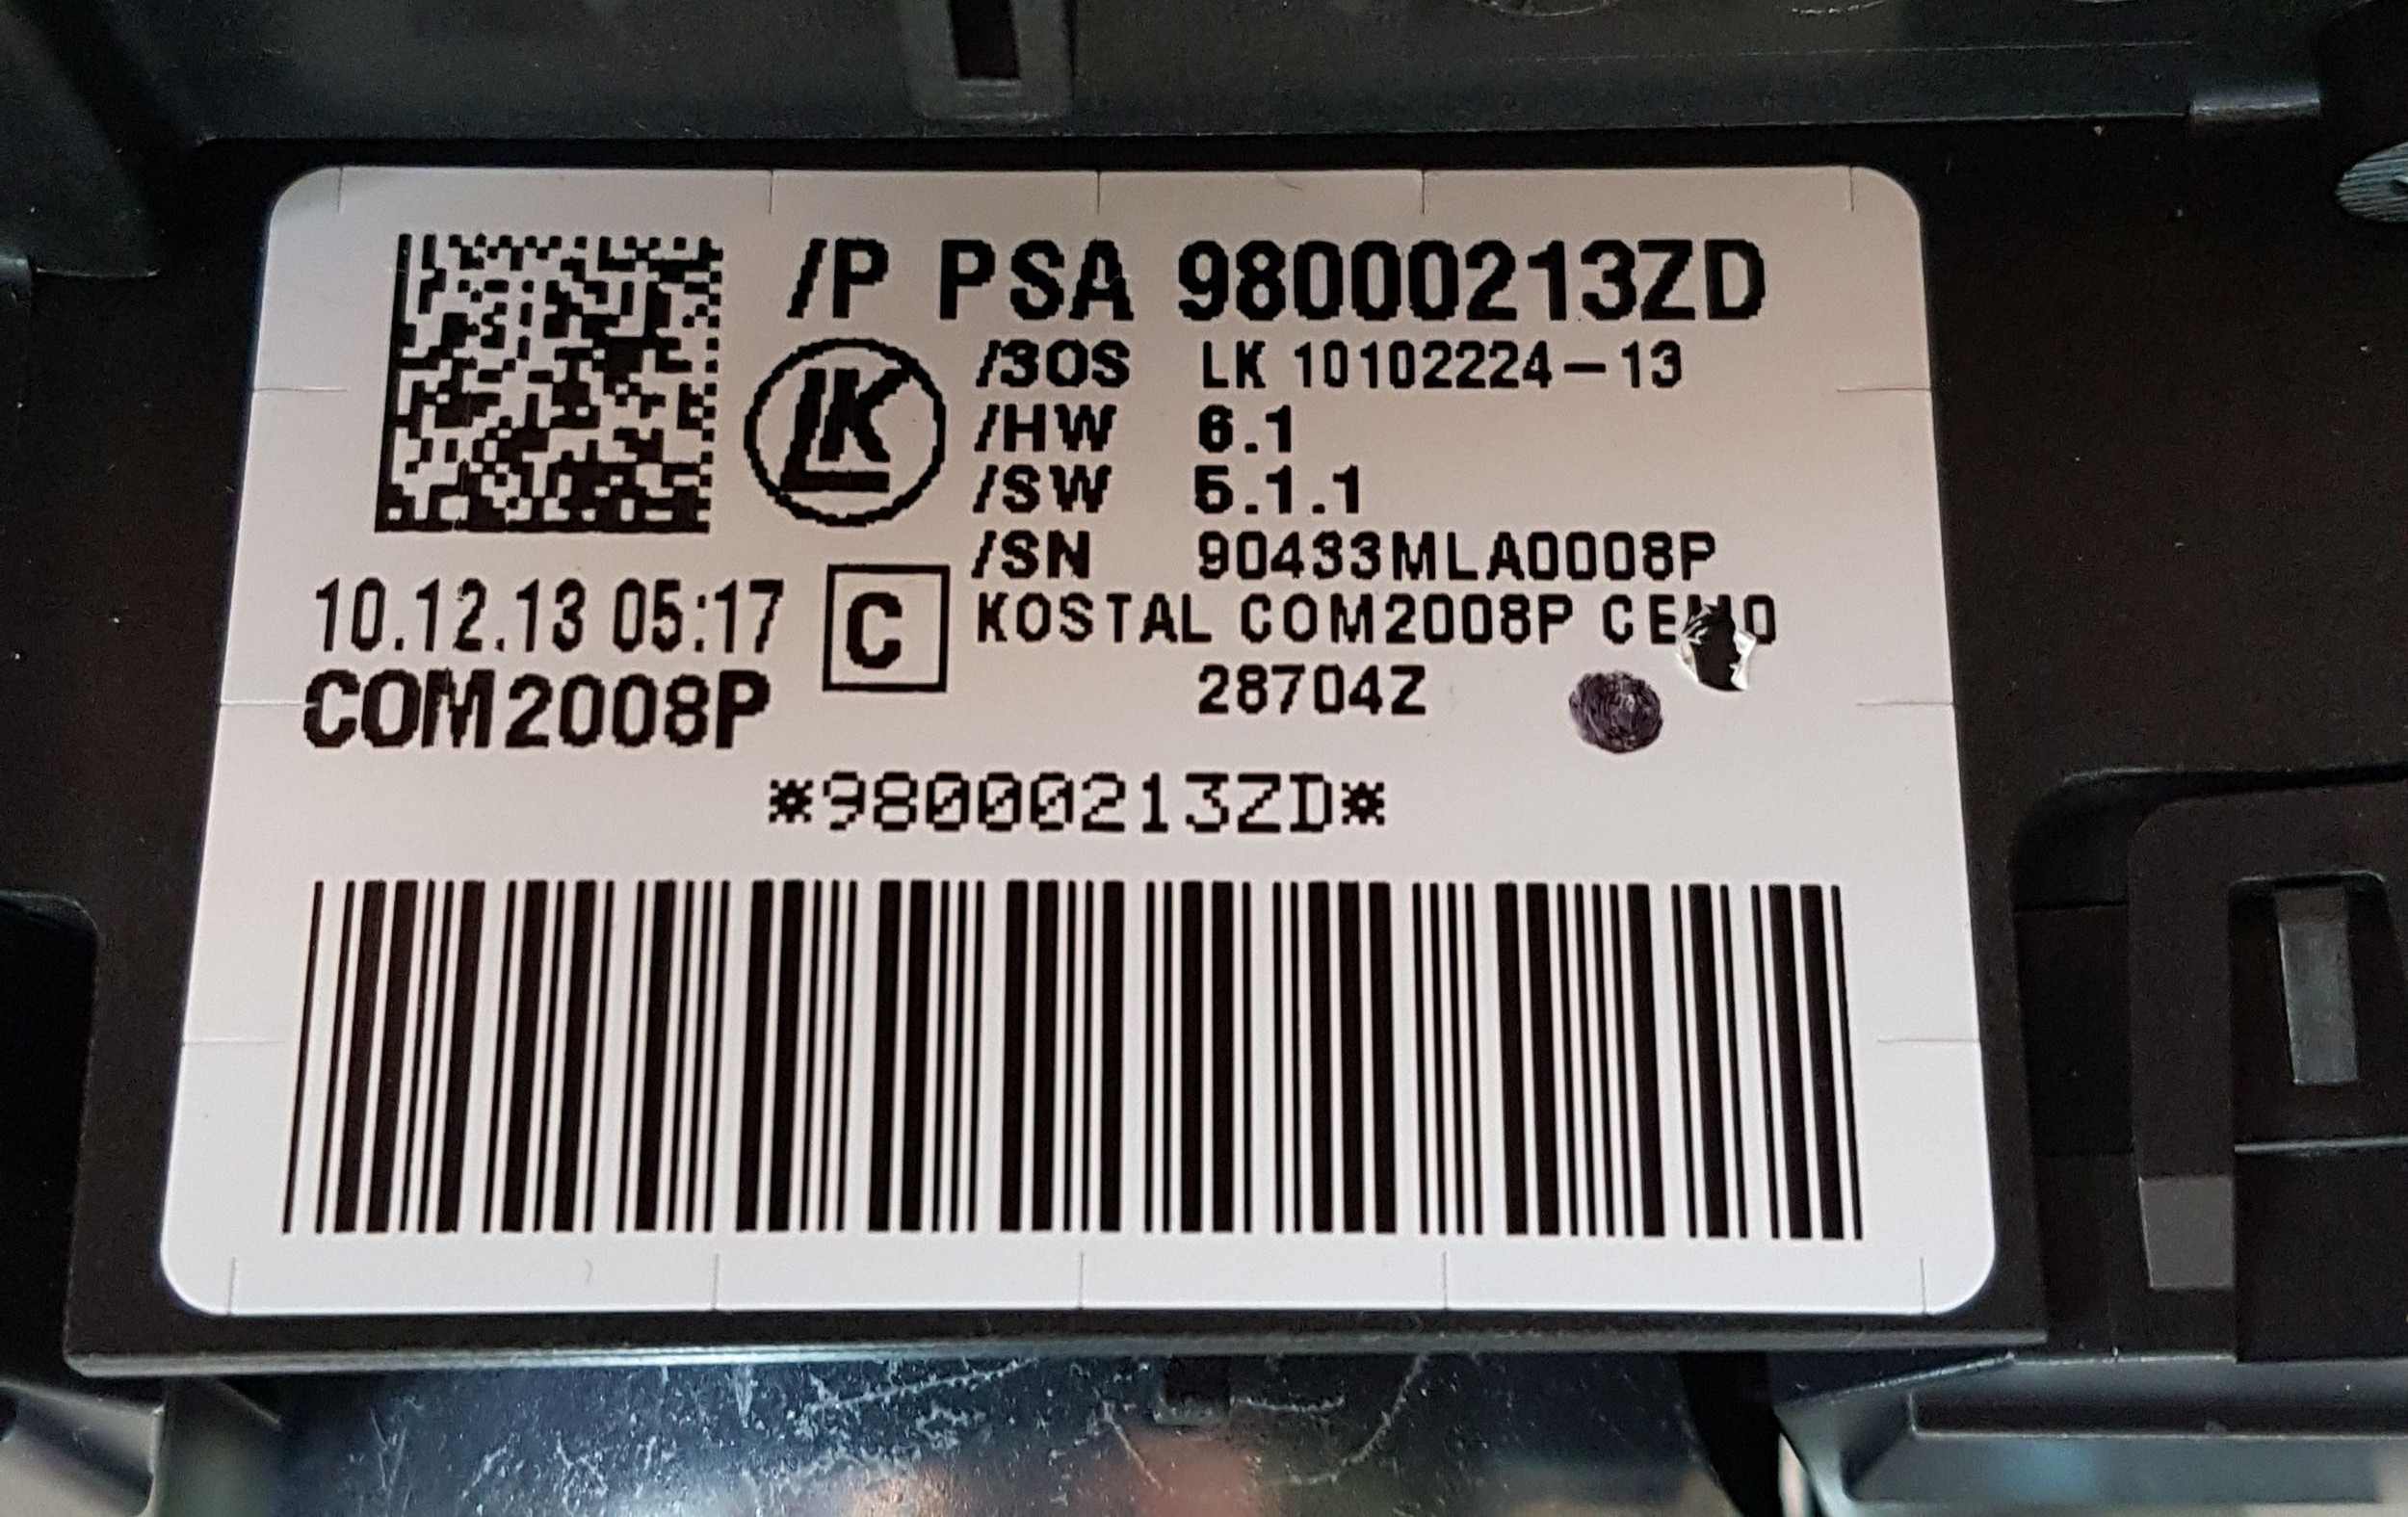 /P PSA 98000213ZD
LK
/30S LK 10102224-13
/HW 6.1
/SW 5.1.1
/SN 90433MLA0008P
KOSTAL COM2008P
28704Z
10.12.13 05:17
C
COM2008P
*98000213ZD*